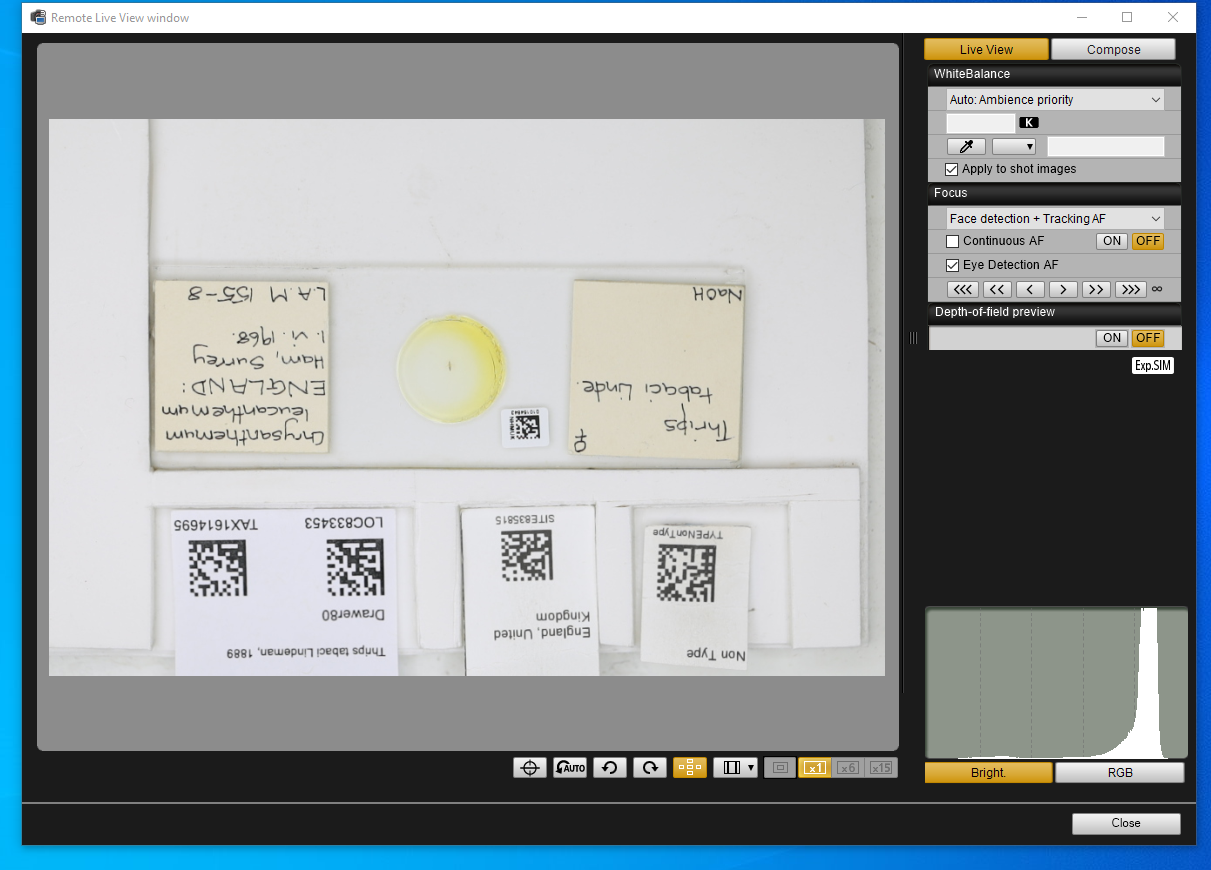 Remote Live View window
Live View
Compose
WhiteBalance
Auto: Ambience priority
K
Apply to shot images
Focus
Face detection + Tracking AF
Continuous AF
ON
OFF
Eye Detection AF
<<<
<<
<
>
>>
>>>
∞
Depth-of-field preview
ON
OFF
Exp.SIM
Bright.
RGB
AUTO
x1
x6
x15
Close
Non Type
TYPENonType
England, United
Kingdom
SITE835815
Thrips tabaci Lindeman, 1889
Drawer80
LOC833453
TAX1614695
♀
Thrips
tabaci Linde.
NaOH
Chrysanthemum
leucanthemum
ENGLAND:
Ham, Surrey
1. vi. 1968.
L.A.M. 155-8